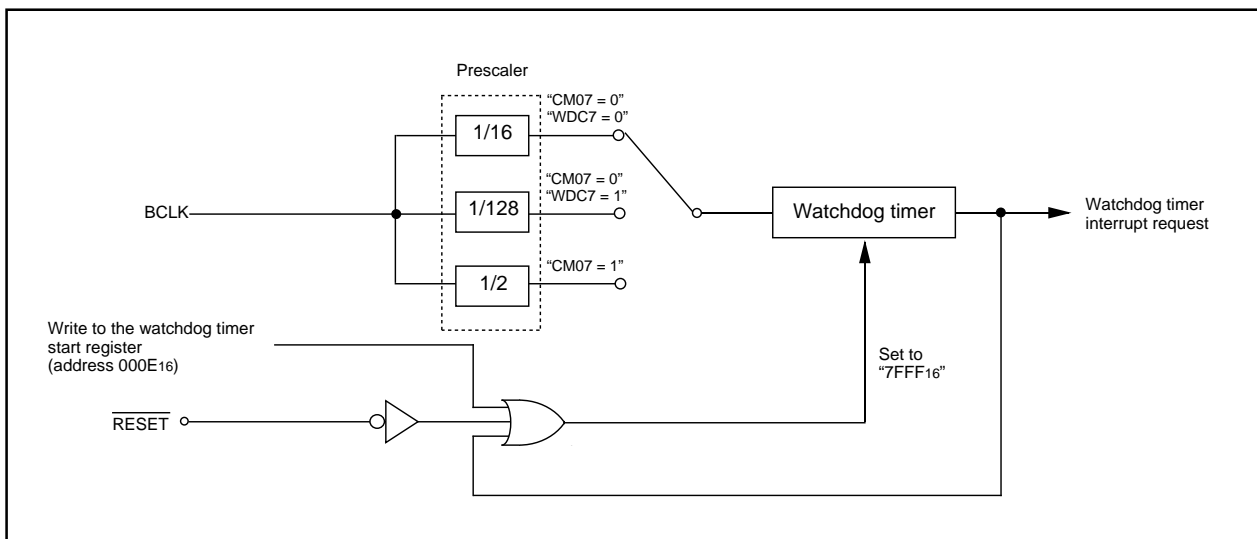 Prescaler
“CM07 = 0”
“WDC7 = 0”
1/16
“CM07 = 0”
“WDC7 = 1”
BCLK
1/128
Watchdog timer
Watchdog timer
interrupt request
“CM07 = 1”
1/2
Write to the watchdog timer
start register
(address 000E16)
Set to
“7FFF16”
RESET